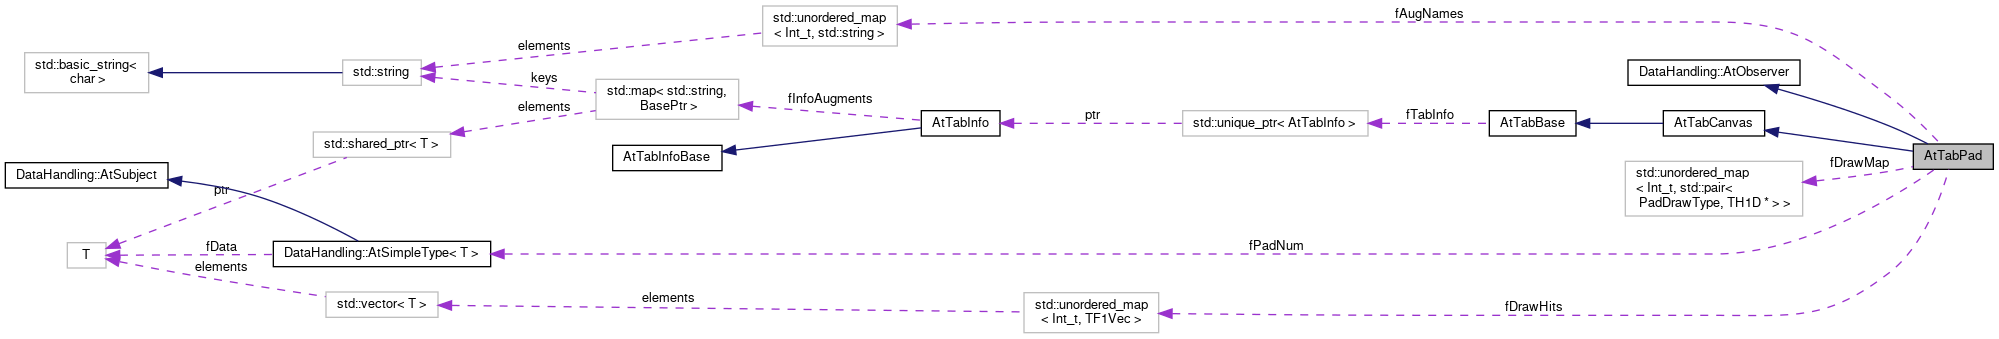 fAugNames
std::unordered_map
< Int_t, std::string >
elements
std::basic_string<
char >
std::string
keys
DataHandling::AtObserver
std::map< std::string,
BasePtr >
fInfoAugments
elements
AtTabInfo
ptr
std::unique_ptr< AtTabInfo >
fTabInfo
AtTabBase
AtTabCanvas
std::shared_ptr< T >
AtTabInfoBase
AtTabPad
fDrawMap
DataHandling::AtSubject
ptr
std::unordered_map
< Int_t, std::pair<
PadDrawType, TH1D * > >
T
fData
DataHandling::AtSimpleType< T >
fPadNum
elements
std::vector< T >
elements
std::unordered_map
< Int_t, TF1Vec >
fDrawHits